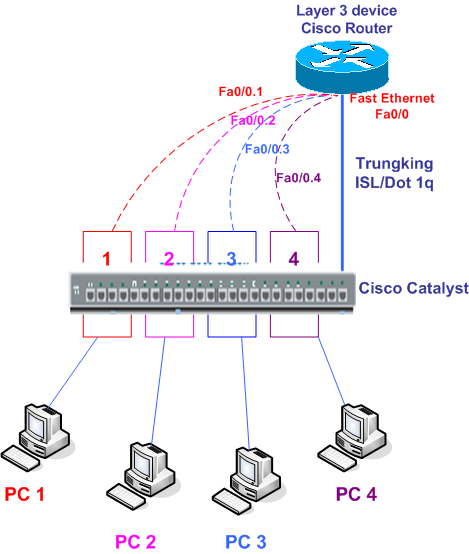 Layer 3 device
Cisco Router
Fa0/0.1
Fast Ethernet
Fa0/0
Fa0/0.2
Fa0/0.3
Trungking
ISL/Dot 1q
Fa0/0.4
1
2
3
4
Cisco Catalyst
PC 1
PC 4
PC 2
PC 3